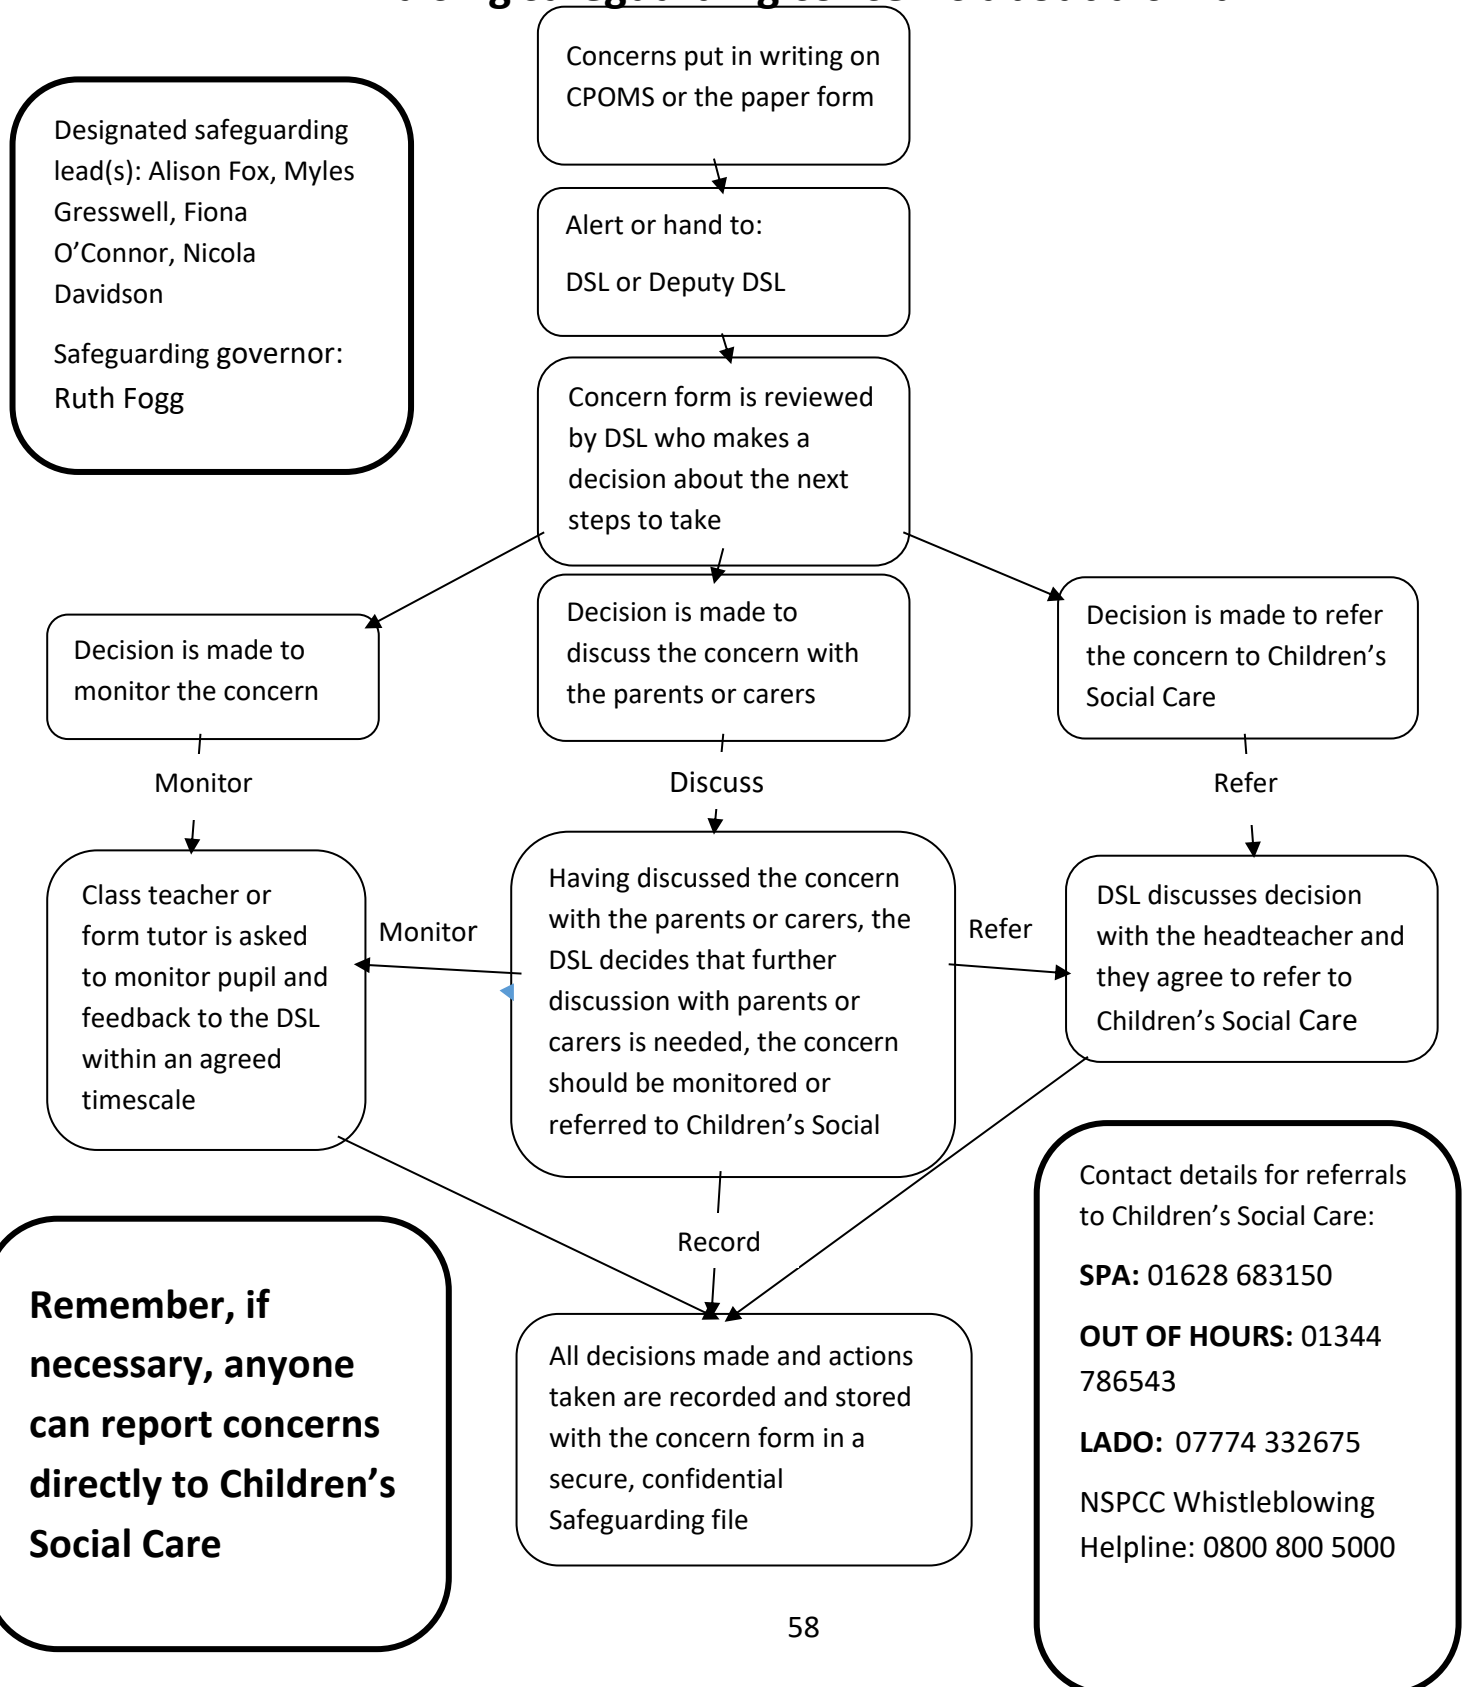 Concerns put in writing on
CPOMS or the paper form
Designated safeguarding
lead(s): Alison Fox, Myles
Gresswell, Fiona
O’Connor, Nicola
Davidson
Safeguarding governor:
Ruth Fogg
Alert or hand to:
DSL or Deputy DSL
Concern form is reviewed
by DSL who makes a
decision about the next
steps to take
Decision is made to
monitor the concern
Decision is made to
discuss the concern with
the parents or carers
Decision is made to refer
the concern to Children’s
Social Care
Monitor
Discuss
Refer
Class teacher or
form tutor is asked
to monitor pupil and
feedback to the DSL
within an agreed
timescale
Monitor
Having discussed the concern
with the parents or carers, the
DSL decides that further
discussion with parents or
carers is needed, the concern
should be monitored or
referred to Children’s Social
Refer
DSL discusses decision
with the headteacher and
they agree to refer to
Children’s Social Care
Record
Remember, if
necessary, anyone
can report concerns
directly to Children’s
Social Care
All decisions made and actions
taken are recorded and stored
with the concern form in a
secure, confidential
Safeguarding file
Contact details for referrals
to Children’s Social Care:
SPA: 01628 683150
OUT OF HOURS: 01344
786543
LADO: 07774 332675
NSPCC Whistleblowing
Helpline: 0800 800 5000
58